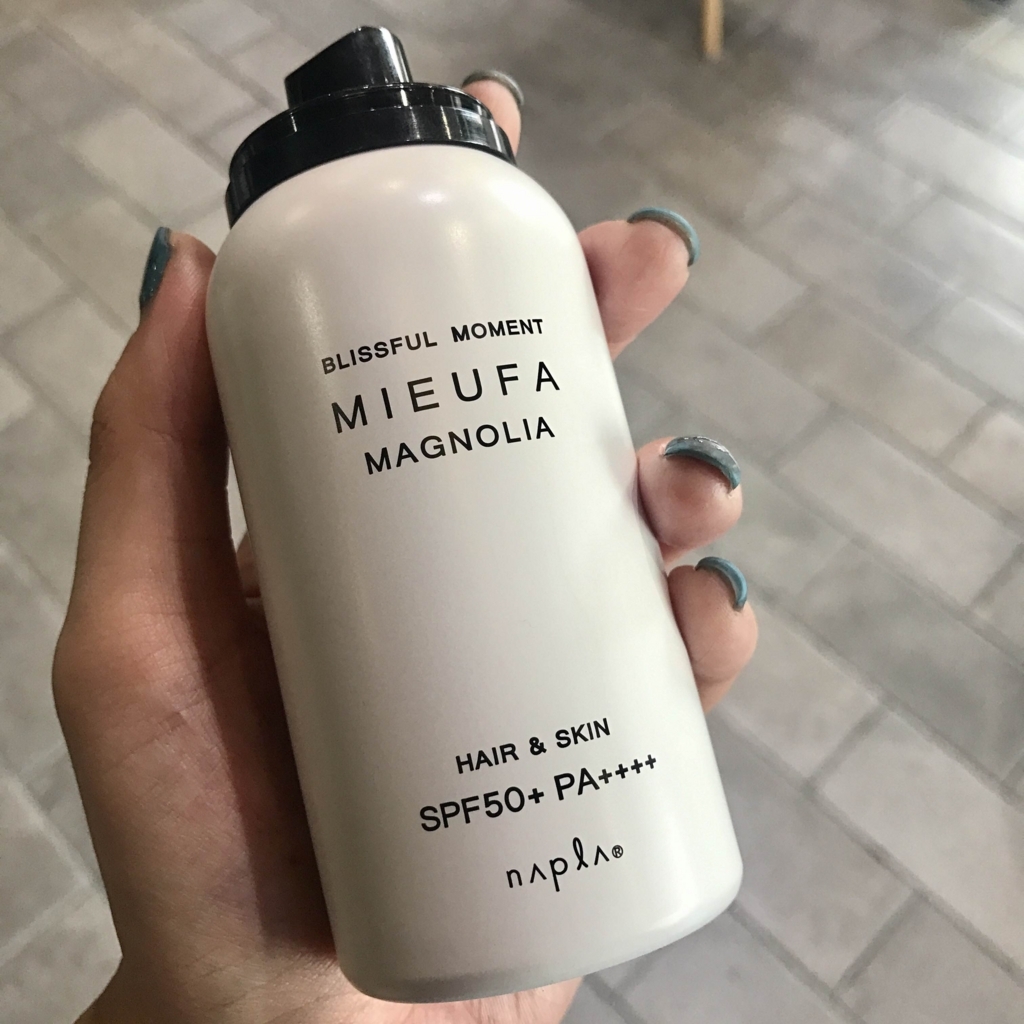 BLISSFUL MOMENT
MIEUFA
MAGNOLIA
HAIR & SKIN
SPF50+ PA++++
napla®